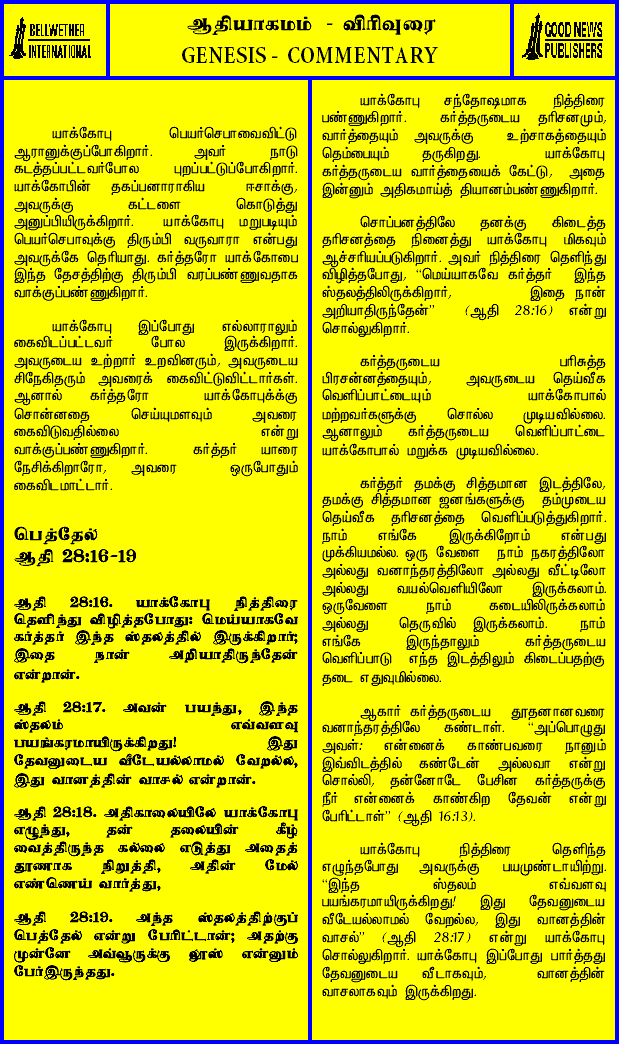 BELLWETHER
INTERNATIONAL
ஆதியாகமம் - விரிவுரை
GENESIS - COMMENTARY
GOOD NEWS
PUBLISHERS
யாக்கோபு பெயர்செபாவைவிட்டு
ஆரானுக்குப்போகிறார். அவர் நாடு
கடத்தப்பட்டவர்போல புறப்பட்டுப்போகிறார்.
யாக்கோபின் தகப்பனாராகிய ஈசாக்கு,
அவருக்கு கட்டளை கொடுத்து
அனுப்பியிருக்கிறார். யாக்கோபு மறுபடியும்
பெயர்செபாவுக்கு திரும்பி வருவாரா என்பது
அவருக்கே தெரியாது. கர்த்தரோ யாக்கோபை
இந்த தேசத்திற்கு திரும்பி வரப்பண்ணுவதாக
வாக்குப்பண்ணுகிறார்.
யாக்கோபு இப்போது எல்லாராலும்
கைவிடப்பட்டவர் போல இருக்கிறார்.
அவருடைய உற்றார் உறவினரும், அவருடைய
சிநேகிதரும் அவரைக் கைவிட்டுவிட்டார்கள்.
ஆனால் கர்த்தரோ யாக்கோபுக்குக்
சொன்னதை செய்யுமளவும் அவரை
கைவிடுவதில்லை என்று
வாக்குப்பண்ணுகிறார். கர்த்தர் யாரை
நேசிக்கிறாரோ, அவரை ஒருபோதும்
கைவிடமாட்டார்.
பெத்தேல்
ஆதி 28:16-19
ஆதி 28:16. யாக்கோபு நித்திரை
தெளிந்து விழித்தபோது: மெய்யாகவே
கர்த்தர் இந்த ஸ்தலத்தில் இருக்கிறார்;
இதை நான் அறியாதிருந்தேன்
என்றான்.
ஆதி 28:17. அவன் பயந்து, இந்த
ஸ்தலம் எவ்வளவு
பயங்கரமாயிருக்கிறது! இது
தேவனுடைய வீடேயல்லாமல் வேறல்ல,
இது வானத்தின் வாசல் என்றான்.
ஆதி 28:18. அதிகாலையிலே யாக்கோபு
எழுந்து, தன் தலையின் கீழ்
வைத்திருந்த கல்லை எடுத்து அதைத்
தூணாக நிறுத்தி, அதின் மேல்
எண்ணெய் வார்த்து,
ஆதி 28:19. அந்த ஸ்தலத்திற்குப்
பெத்தேல் என்று பேரிட்டான்; அதற்கு
முன்னே அவ்வூருக்கு லூஸ் என்னும்
பேர்இருந்தது.
யாக்கோபு சந்தோஷமாக நித்திரை
பண்ணுகிறார். கர்த்தருடைய தரிசனமும்,
வார்த்தையும் அவருக்கு உற்சாகத்தையும்
தெம்பையும் தருகிறது. யாக்கோபு
கர்த்தருடைய வார்த்தையைக் கேட்டு, அதை
இன்னும் அதிகமாய்த் தியானம்பண்ணுகிறார்.
சொப்பனத்திலே தனக்கு கிடைத்த
தரிசனத்தை நினைத்து யாக்கோபு மிகவும்
ஆச்சரியப்படுகிறார். அவர் நித்திரை தெளிந்து
விழித்தபோது, “மெய்யாகவே கர்த்தர் இந்த
ஸ்தலத்திலிருக்கிறார், இதை நான்
அறியாதிருந்தேன்” (ஆதி 28:16) என்று
சொல்லுகிறார்.
கர்த்தருடைய பரிசுத்த
பிரசன்னத்தையும், அவருடைய தெய்வீக
வெளிப்பாட்டையும் யாக்கோபால்
மற்றவர்களுக்கு சொல்ல முடியவில்லை.
ஆனாலும் கர்த்தருடைய வெளிப்பாட்டை
யாக்கோபால் மறுக்க முடியவில்லை.
கர்த்தர் தமக்கு சித்தமான இடத்திலே,
தமக்கு சித்தமான ஜனங்களுக்கு தம்முடைய
தெய்வீக தரிசனத்தை வெளிப்படுத்துகிறார்.
நாம் எங்கே இருக்கிறோம் என்பது
முக்கியமல்ல. ஒரு வேளை நாம் நகரத்திலோ
அல்லது வனாந்தரத்திலோ அல்லது வீட்டிலோ
அல்லது வயல்வெளியிலோ இருக்கலாம்.
ஒருவேளை நாம் கடையிலிருக்கலாம்
அல்லது தெருவில் இருக்கலாம். நாம்
எங்கே இருந்தாலும் கர்த்தருடைய
வெளிப்பாடு எந்த இடத்திலும் கிடைப்பதற்கு
தடை எதுவுமில்லை.
ஆகார் கர்த்தருடைய தூதனானவரை
வனாந்தரத்திலே கண்டாள். “அப்பொழுது
அவள்: என்னைக் காண்பவரை நானும்
இவ்விடத்தில் கண்டேன் அல்லவா என்று
சொல்லி, தன்னோடே பேசின கர்த்தருக்கு
நீர் என்னைக் காண்கிற தேவன் என்று
பேரிட்டாள்” (ஆதி 16:13).
யாக்கோபு நித்திரை தெளிந்த
எழுந்தபோது அவருக்கு பயமுண்டாயிற்று.
“இந்த ஸ்தலம் எவ்வளவு
பயங்கரமாயிருக்கிறது! இது தேவனுடைய
வீடேயல்லாமல் வேறல்ல, இது வானத்தின்
வாசல்” (ஆதி 28:17) என்று யாக்கோபு
சொல்லுகிறார். யாக்கோபு இப்போது பார்த்தது
தேவனுடைய வீடாகவும், வானத்தின்
வாசலாகவும் இருக்கிறது.